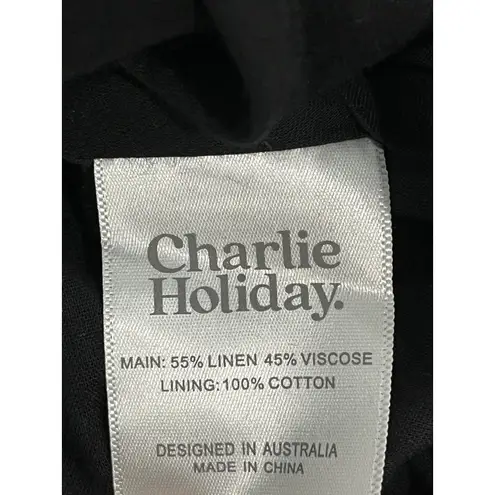 Charlie
Holiday.
MAIN: 55% LINEN 45% VISCOSE
LINING: 100% COTTON
DESIGNED IN AUSTRALIA
MADE IN CHINA